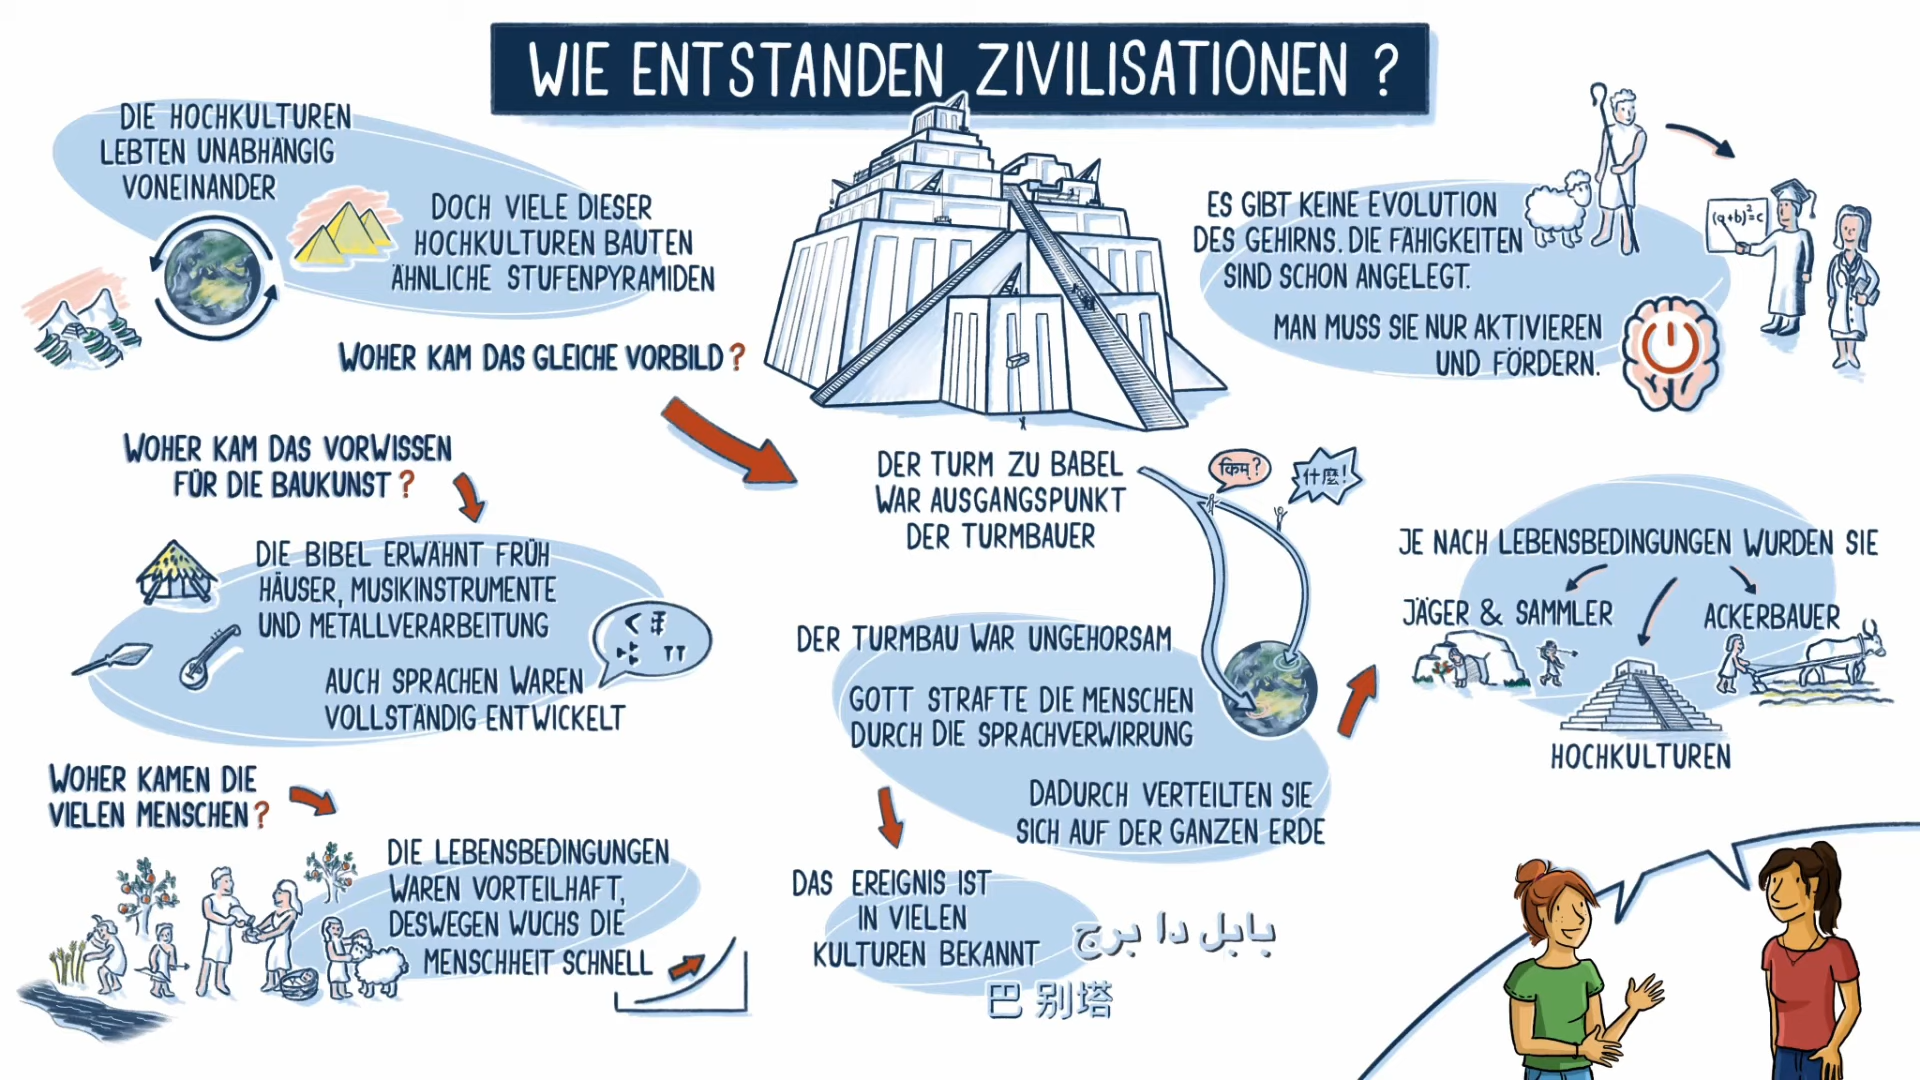 WIE ENTSTANDEN ZIVILISATIONEN ?
DIE HOCHKULTUREN
LEBTEN UNABHÄNGIG
VONEINANDER
DOCH VIELE DIESER
HOCHKULTUREN BAUTEN
ÄHNLICHE STUFENPYRAMIDEN
WOHER KAM DAS GLEICHE VORBILD ?
WOHER KAM DAS VORWISSEN
FÜR DIE BAUKUNST ?
DIE BIBEL ERWÄHNT FRÜH
HÄUSER, MUSIKINSTRUMENTE
UND METALLVERARBEITUNG
AUCH SPRACHEN WAREN
VOLLSTÄNDIG ENTWICKELT
WOHER KAMEN DIE
VIELEN MENSCHEN ?
DIE LEBENSBEDINGUNGEN
WAREN VORTEILHAFT,
DESWEGEN WUCHS DIE
MENSCHHEIT SCHNELL
DER TURM ZU BABEL
WAR AUSGANGSPUNKT
DER TURMBAUER
किम्?
什麼!
DER TURMBAU WAR UNGEHORSAM
GOTT STRAFTE DIE MENSCHEN
DURCH DIE SPRACHVERWIRRUNG
DADURCH VERTEILTEN SIE
SICH AUF DER GANZEN ERDE
DAS EREIGNIS IST
IN VIELEN
KULTUREN BEKANNT
بابل دا برج
巴别塔
ES GIBT KEINE EVOLUTION
DES GEHIRNS. DIE FÄHIGKEITEN
SIND SCHON ANGELEGT.
MAN MUSS SIE NUR AKTIVIEREN
UND FÖRDERN.
(a+b)²=c
JE NACH LEBENSBEDINGUNGEN WURDEN SIE
JÄGER & SAMMLER
ACKERBAUER
HOCHKULTUREN